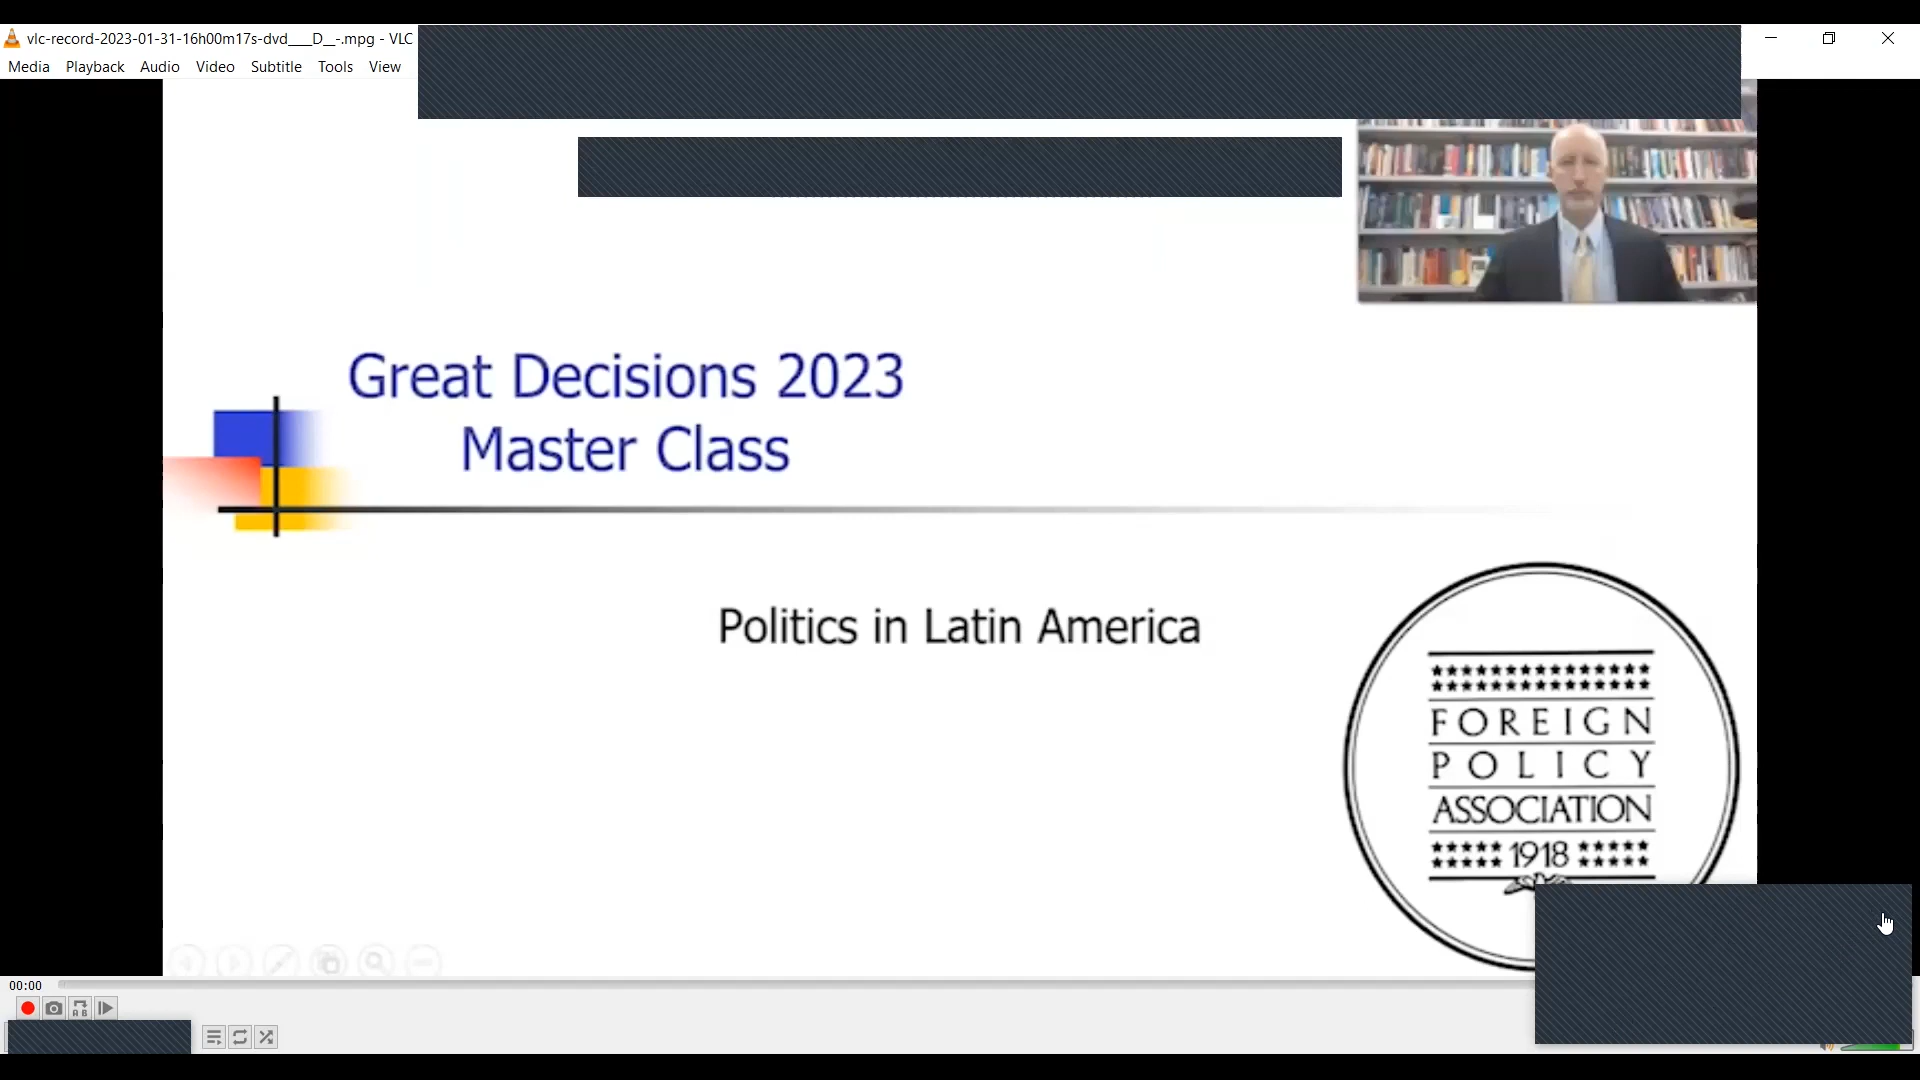 vlc-record-2023-01-31-16h00m17s-dvd___D__-.mpg - VLC
Media Playback Audio Video Subtitle Tools View
Great Decisions 2023
Master Class
Politics in Latin America
FOREIGN
POLICY
ASSOCIATION
1918
00:00